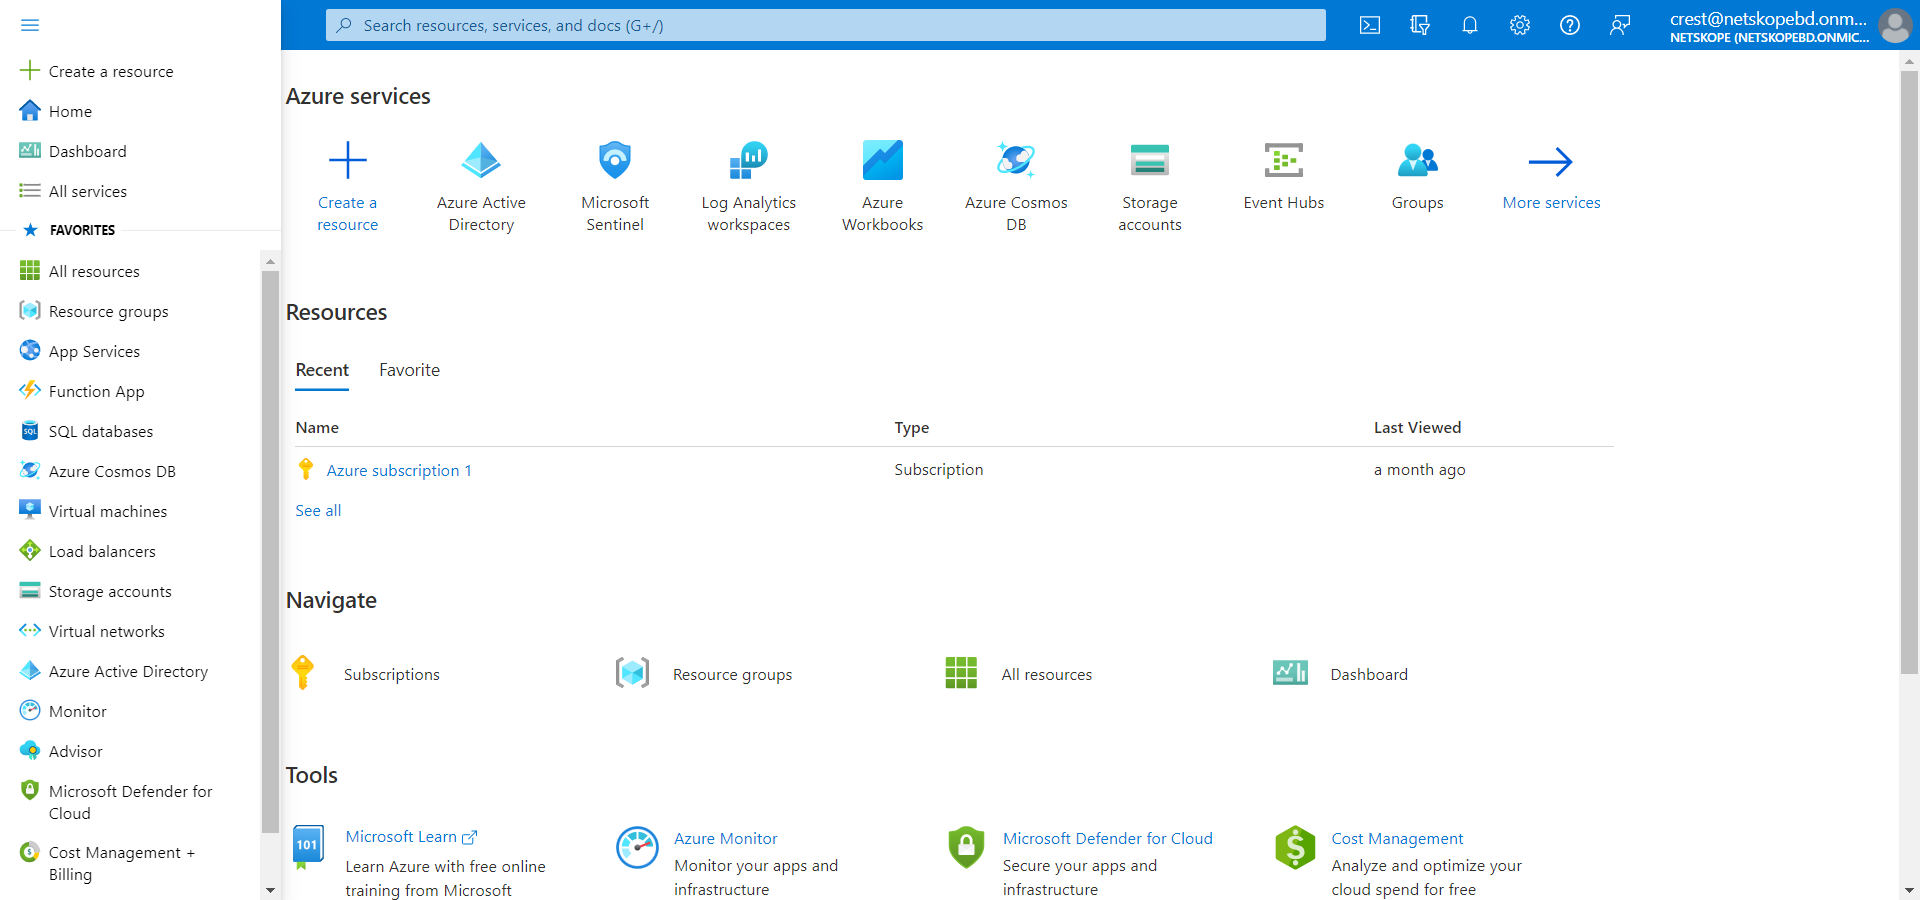 Search resources, services, and docs (G+/)
crest@netskopebd.onm...
NETSKOPE (NETSKOPEBD.ONMIC...
Create a resource
Home
Dashboard
All services
FAVORITES
All resources
Resource groups
App Services
Function App
SQL
SQL databases
Azure Cosmos DB
Virtual machines
Load balancers
Storage accounts
Virtual networks
Azure Active Directory
Monitor
Advisor
Microsoft Defender for
Cloud
Cost Management +
Billing
Azure services
Create a
resource
Azure Active
Directory
Microsoft
Sentinel
Log Analytics
workspaces
Azure
Workbooks
Azure Cosmos
DB
Storage
accounts
Event Hubs
Groups
More services
Resources
Recent
Favorite
Name
Type
Last Viewed
Azure subscription 1
Subscription
a month ago
See all
Navigate
Subscriptions
Resource groups
All resources
Dashboard
Tools
101
Microsoft Learn
Learn Azure with free online
training from Microsoft
Azure Monitor
Monitor your apps and
infrastructure
Microsoft Defender for Cloud
Secure your apps and
infrastructure
$
Cost Management
Analyze and optimize your
cloud spend for free